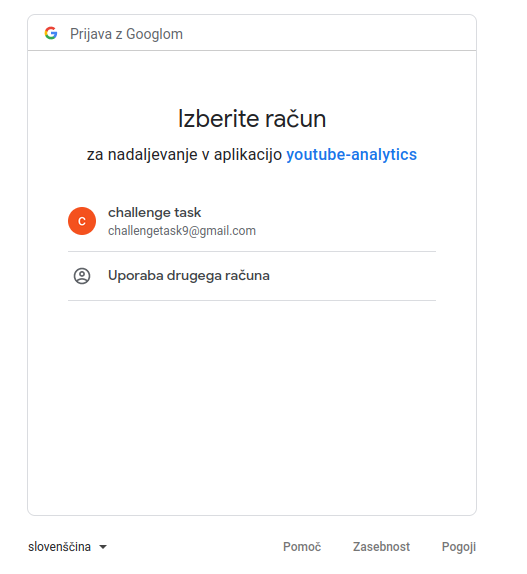 Prijava z Googlom
Izberite račun
za nadaljevanje v aplikacijo youtube-analytics
c
challenge task
challengetask9@gmail.com
Uporaba drugega računa
slovenščina
Pomoč
Zasebnost
Pogoji